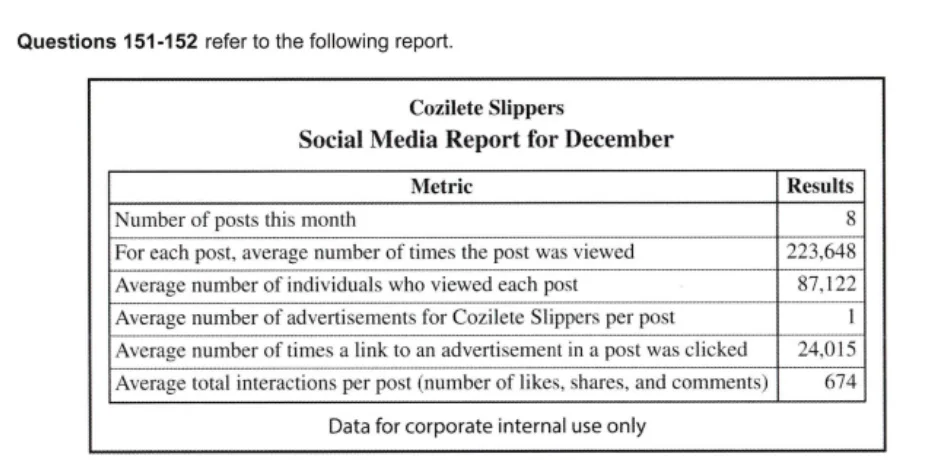 Questions 151-152 refer to the following report.
Cozilete Slippers
Social Media Report for December
Metric Results
Number of posts this month 8
For each post, average number of times the post was viewed 223,648
Average number of individuals who viewed each post 87,122
Average number of advertisements for Cozilete Slippers per post 1
Average number of times a link to an advertisement in a post was clicked 24,015
Average total interactions per post (number of likes, shares, and comments) 674
Data for corporate internal use only